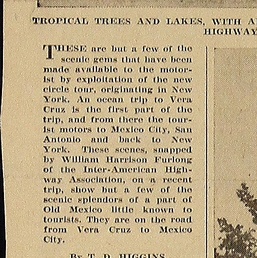 TROPICAL TREES AND LAKES, WITH
HIGHWAY
THESE are but a few of the
scenic gems that have been
made available to the motor-
ist by exploitation of the new
circle tour, originating in New
York. An ocean trip to Vera
Cruz is the first part of the
trip, and from there the tour-
ist motors to Mexico City, San
Antonio and back to New
York. These scenes, snapped
by William Harrison Furlong
of the Inter-American High-
way Association, on a recent
trip, show but a few of the
scenic splendors of a part of
Old Mexico little known to
tourists. They are on the road
from Vera Cruz to Mexico
City.
By T. D. HIGGINS